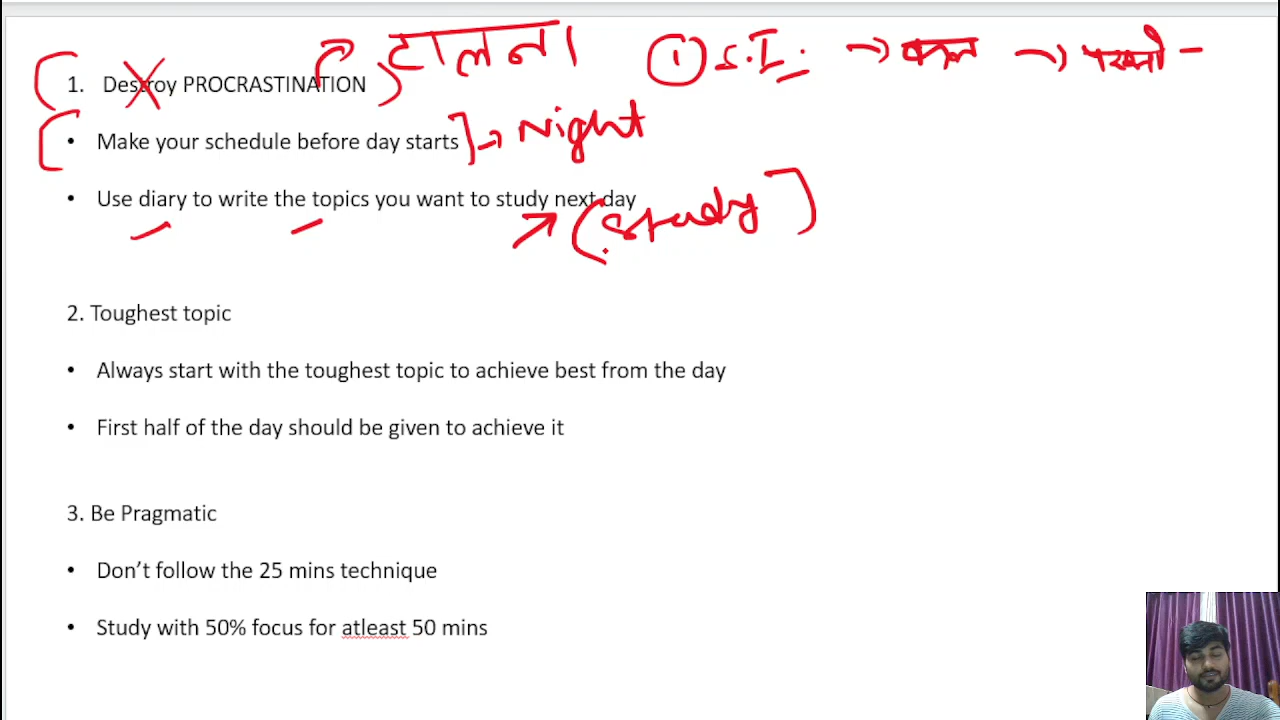 टालना ① S.I. → कल → परसो -
1. Destroy PROCRASTINATION
• Make your schedule before day starts → Night
• Use diary to write the topics you want to study next day
(Study)
2. Toughest topic
• Always start with the toughest topic to achieve best from the day
• First half of the day should be given to achieve it
3. Be Pragmatic
• Don’t follow the 25 mins technique
• Study with 50% focus for atleast 50 mins